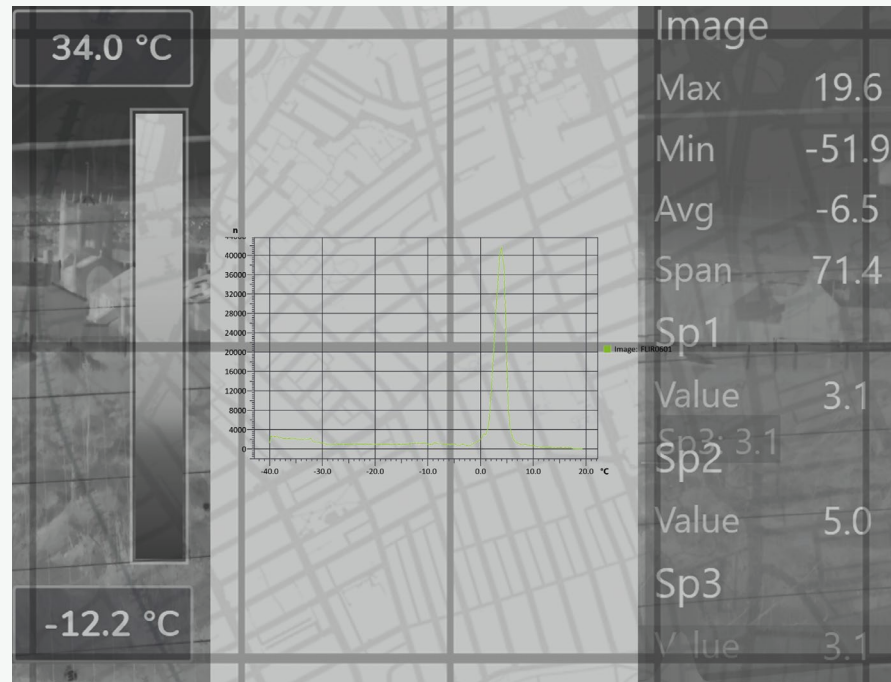 34.0 °C
-12.2 °C
n
40000
36000
32000
28000
24000
20000
16000
12000
8000
4000
0
-40.0 -30.0 -20.0 -10.0 0.0 10.0 20.0 °C
Image: FLIR0601
Image
Max 19.6
Min -51.9
Avg -6.5
Span 71.4
Sp1
Value 3.1
Sp3: 3.1
Sp2
Value 5.0
Sp3
Value 3.1